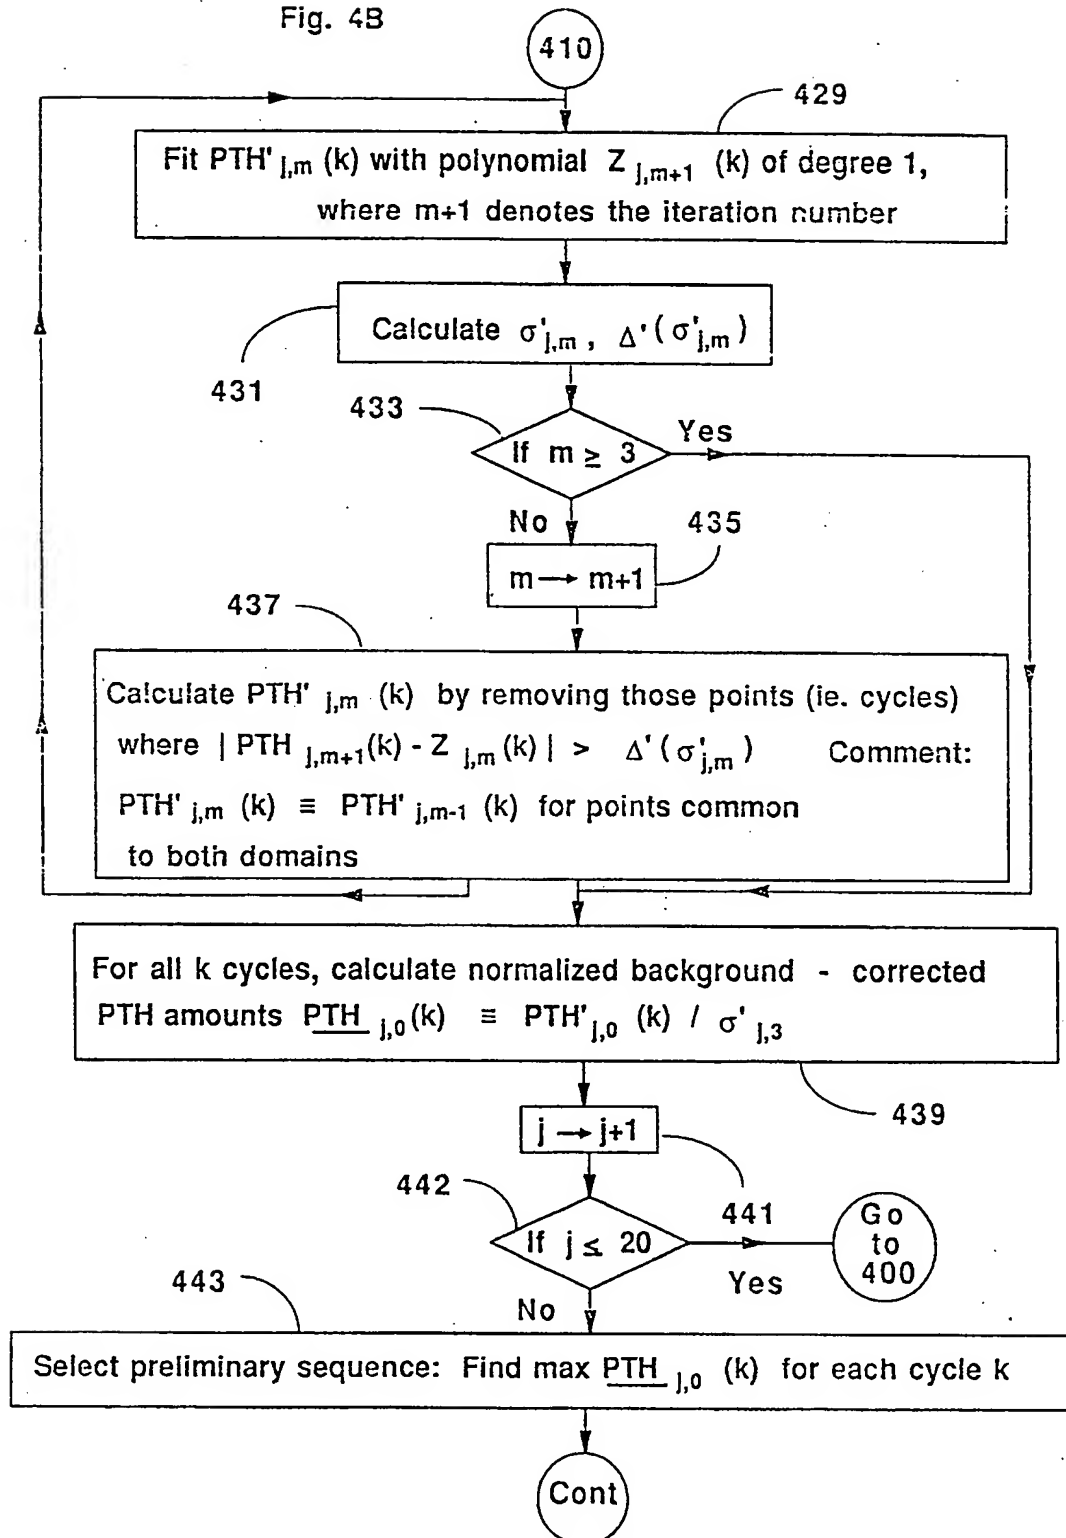 Fig. 4B
410
429
Fit PTH' j,m (k) with polynomial Z j,m+1 (k) of degree 1,
where m+1 denotes the iteration number
Calculate σ'j,m , Δ'(σ'j,m)
431
433
If m ≥ 3
Yes
No
435
m → m+1
437
Calculate PTH' j,m (k) by removing those points (ie. cycles)
where | PTH j,m+1(k) - Z j,m (k) | > Δ'(σ'j,m) Comment:
PTH' j,m (k) ≡ PTH' j,m-1 (k) for points common
to both domains
For all k cycles, calculate normalized background - corrected
PTH amounts PTH j,0(k) ≡ PTH'j,0 (k) / σ' j,3
439
j → j+1
441
442
If j ≤ 20
Yes
Go
to
400
No
443
Select preliminary sequence: Find max PTH j,0 (k) for each cycle k
Cont